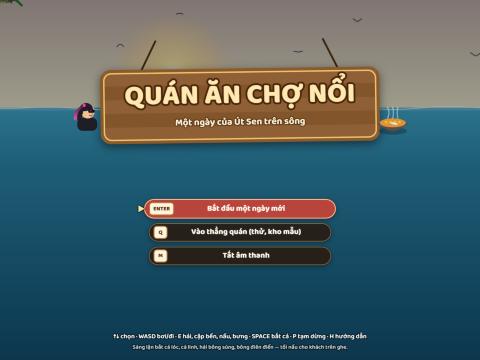 QUÁN ĂN CHỢ NỔI
Một ngày của Út Sen trên sông
ENTER Bắt đầu một ngày mới
Q Vào thẳng quán (thử, kho mẫu)
M Tắt âm thanh
↑↓ chọn · WASD bơi/đi · E hái, cập bến, nấu, bưng · SPACE bắt cá · P tạm dừng · H hướng dẫn
Sáng lặn bắt cá lóc, cá linh, hái bông súng, bông điên điển — tối nấu cho khách trên ghe.